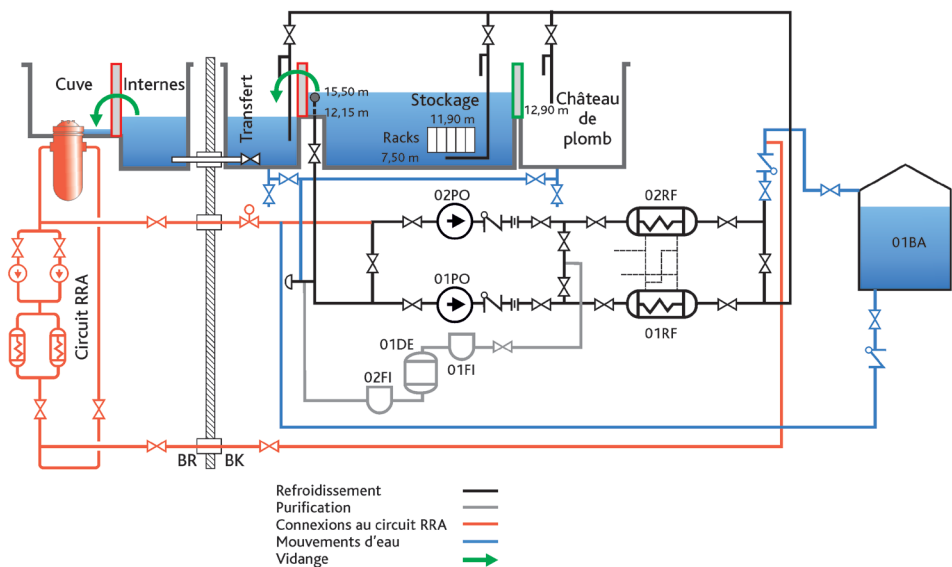 Cuve
Internes
Transfert
15,50 m
12,15 m
Stockage
11,90 m
Racks
7,50 m
12,90 m
Château
de
plomb
02PO
02RF
01BA
01PO
01RF
Circuit RRA
01DE
01FI
02FI
BR
BK
Refroidissement
Purification
Connexions au circuit RRA
Mouvements d'eau
Vidange